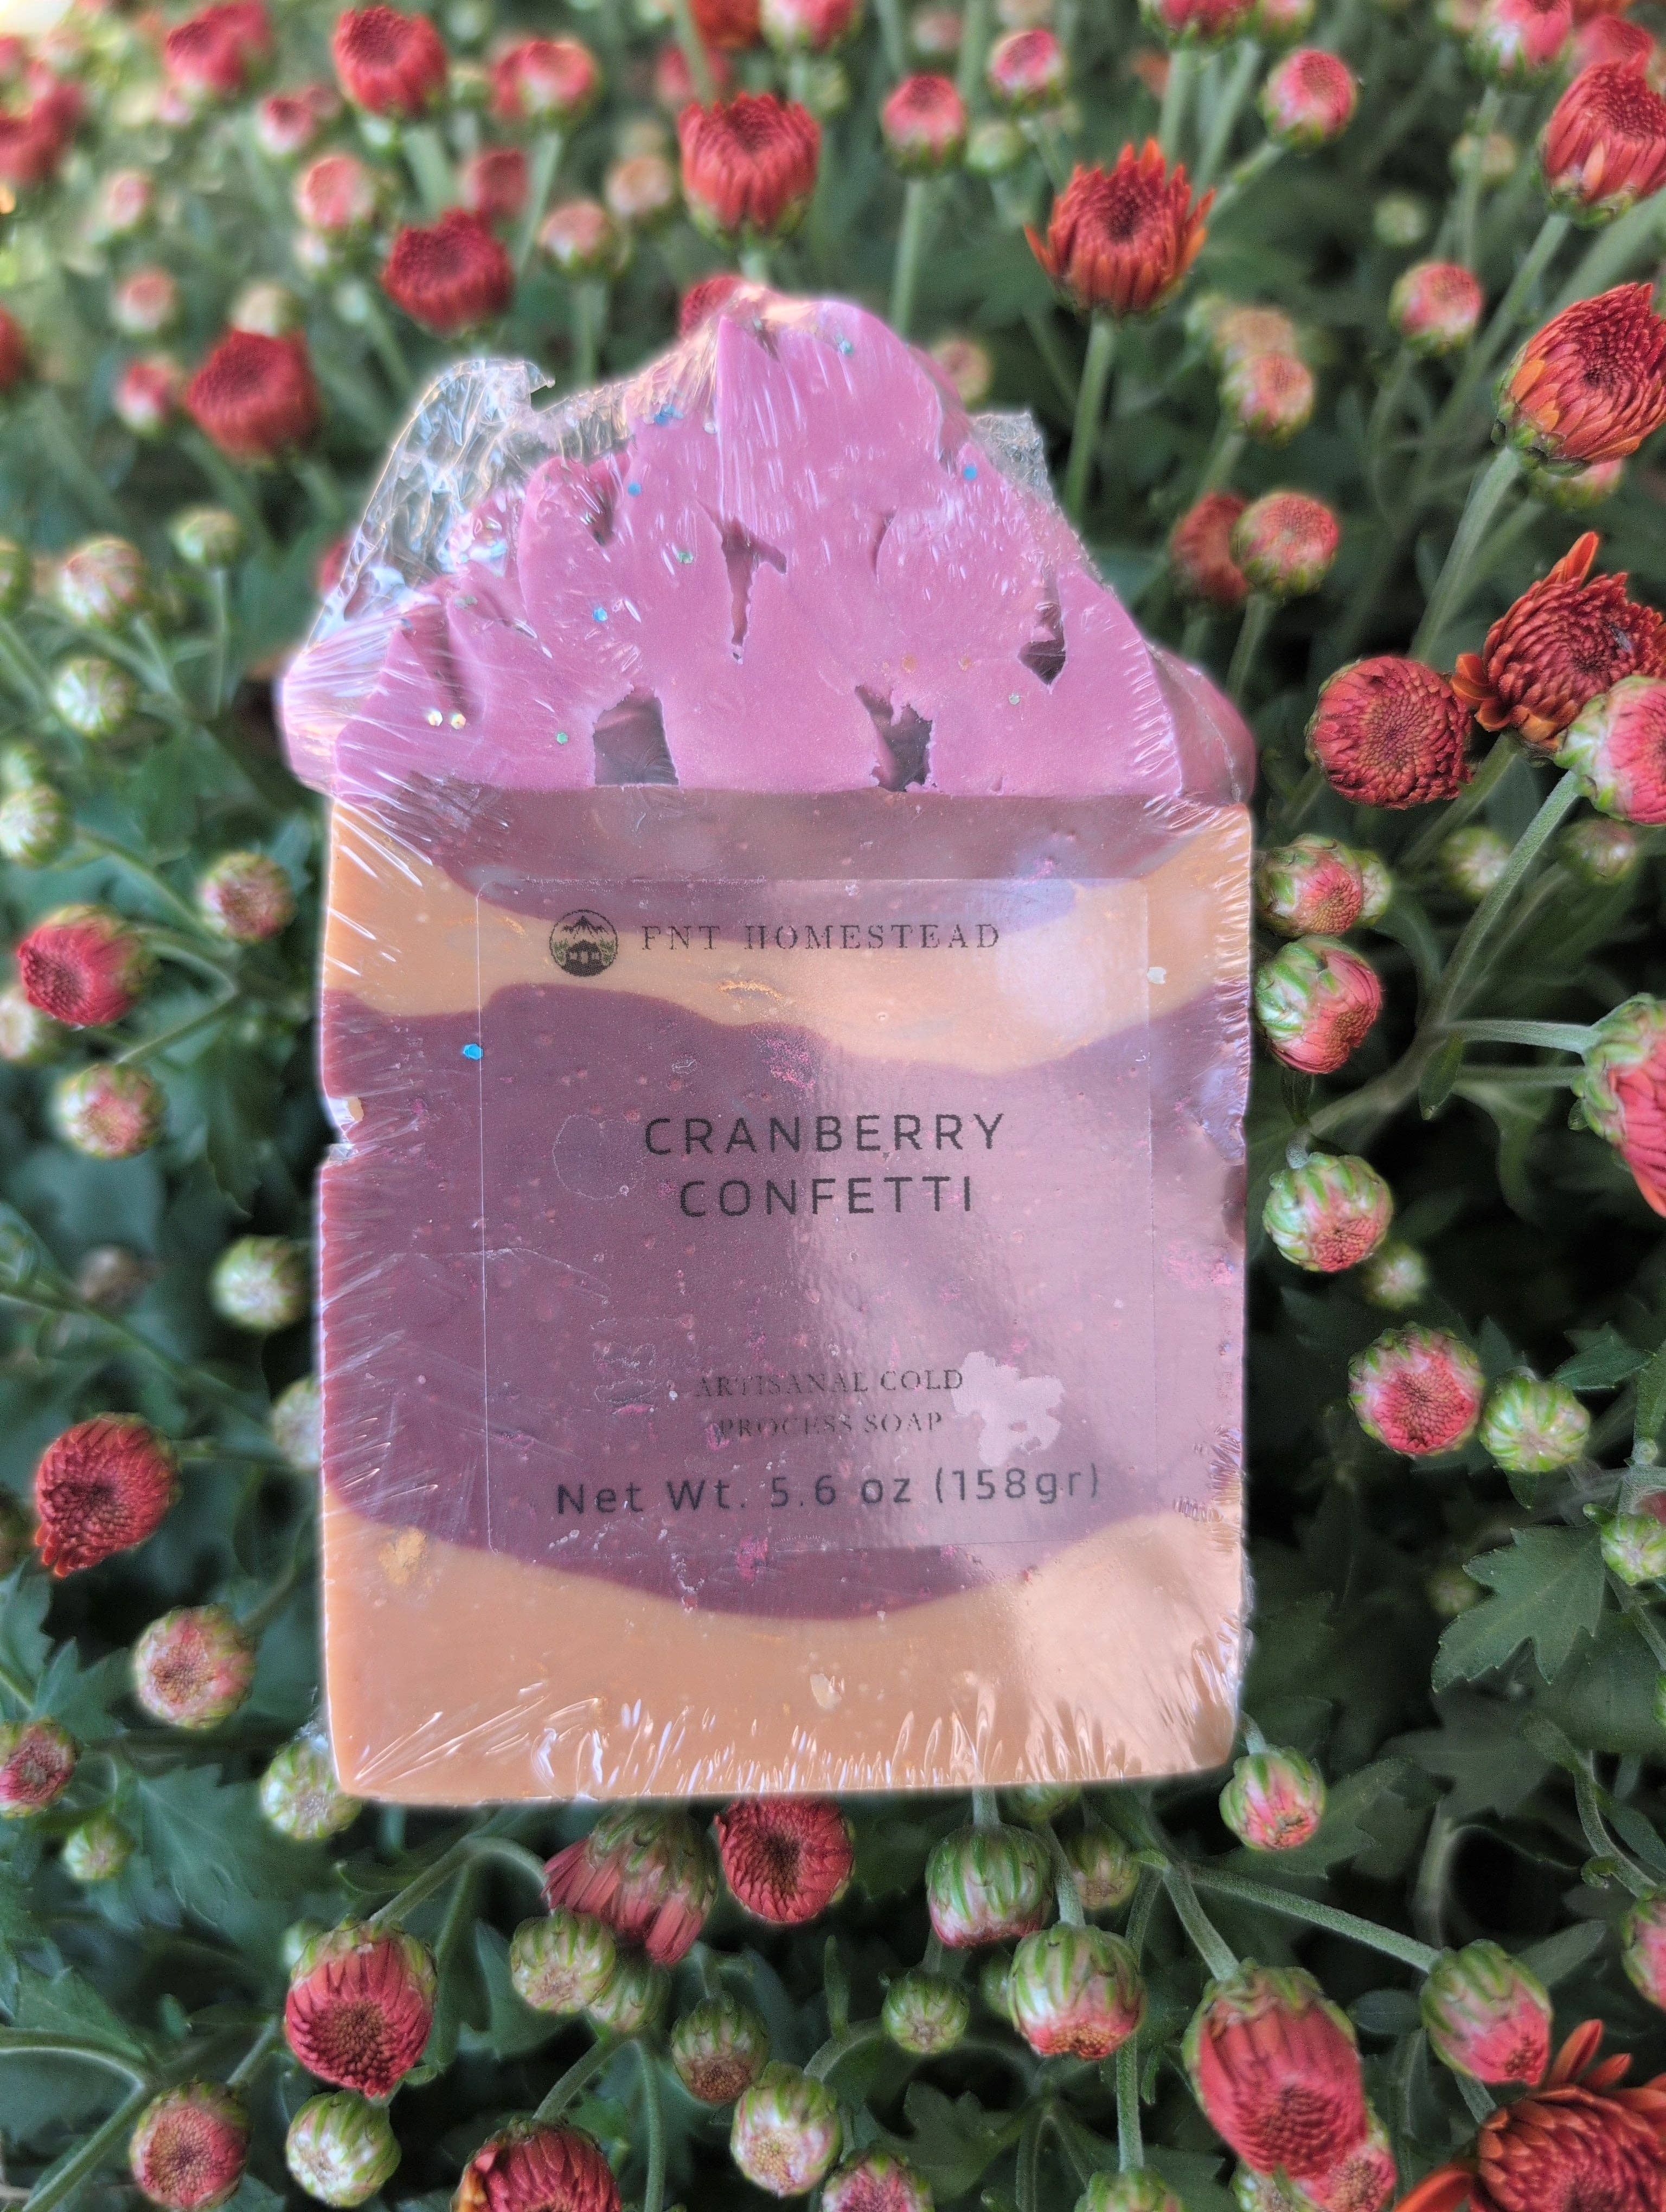 FNT HOMESTEAD
CRANBERRY
CONFETTI
ARTISANAL COLD
PROCESS SOAP
Net Wt. 5.6 oz (158gr)